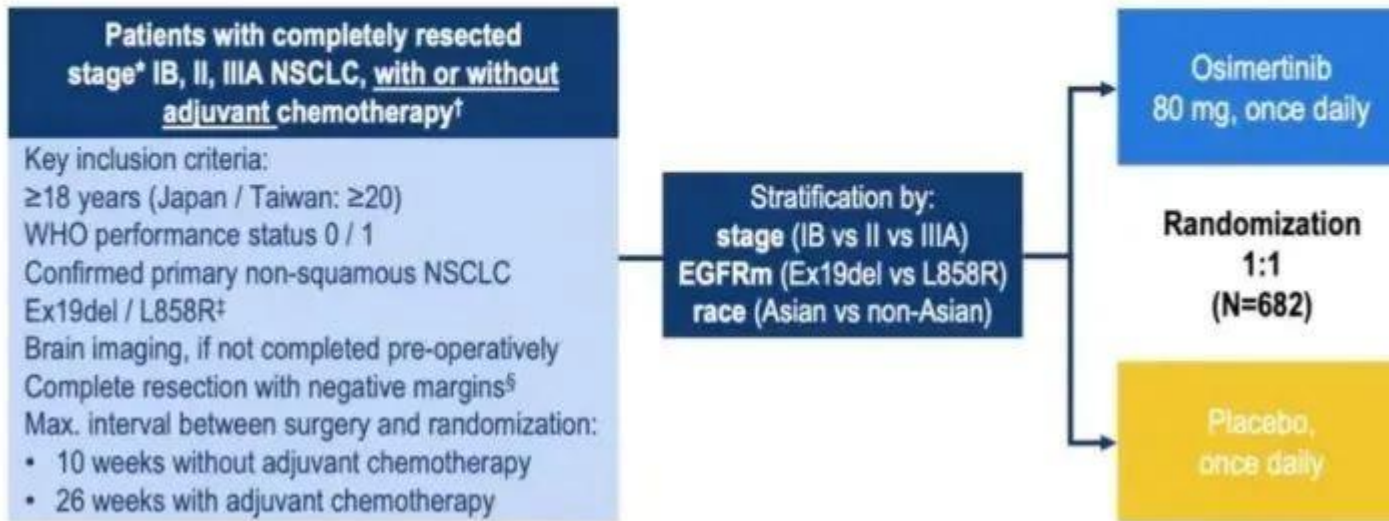 Patients with completely resected
stage* IB, II, IIIA NSCLC, with or without
adjuvant chemotherapy†
Key inclusion criteria:
≥18 years (Japan / Taiwan: ≥20)
WHO performance status 0 / 1
Confirmed primary non-squamous NSCLC
Ex19del / L858R‡
Brain imaging, if not completed pre-operatively
Complete resection with negative margins§
Max. interval between surgery and randomization:
• 10 weeks without adjuvant chemotherapy
• 26 weeks with adjuvant chemotherapy
Stratification by:
stage (IB vs II vs IIIA)
EGFRm (Ex19del vs L858R)
race (Asian vs non-Asian)
Osimertinib
80 mg, once daily
Randomization
1:1
(N=682)
Placebo,
once daily